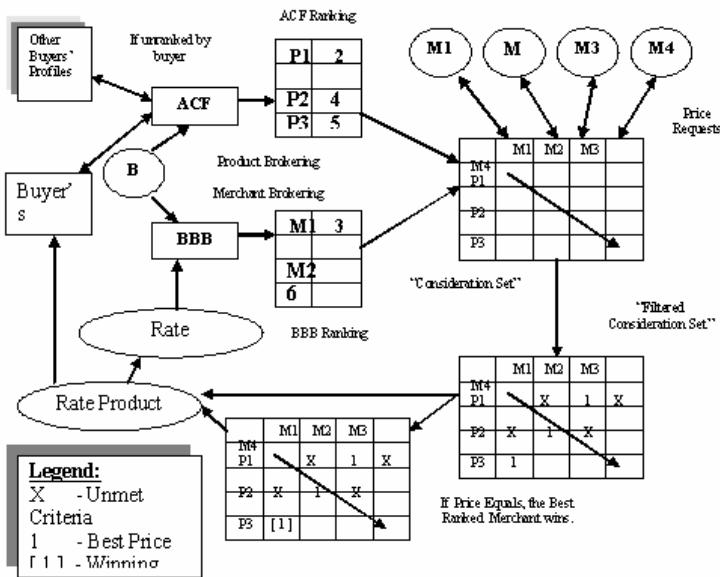 ACF Ranking
Other
Buyers'
Profiles
If unranked by
buyer
P1 2
P2 4
P3 5
M1
M
M3
M4
ACF
Price
Requests
B
Product Brokering
Merchant Brokering
M1 M2 M3
M4
P1
P2
P3
Buyer's
s
BBB
M1 3
M2
6
"Consideration Set"
"Filtered
Consideration Set"
Rate
BBB Ranking
Rate Product
M1 M2 M3
M4
P1 X 1 X
P2 X 1 X
P3 1
M1 M2 M3
M4
P1 X 1 X
P2 X 1 X
P3 [1]
If Price Equals, the Best
Ranked Merchant wins.
Legend:
X - Unmet
Criteria
1 - Best Price
[1] - Winning